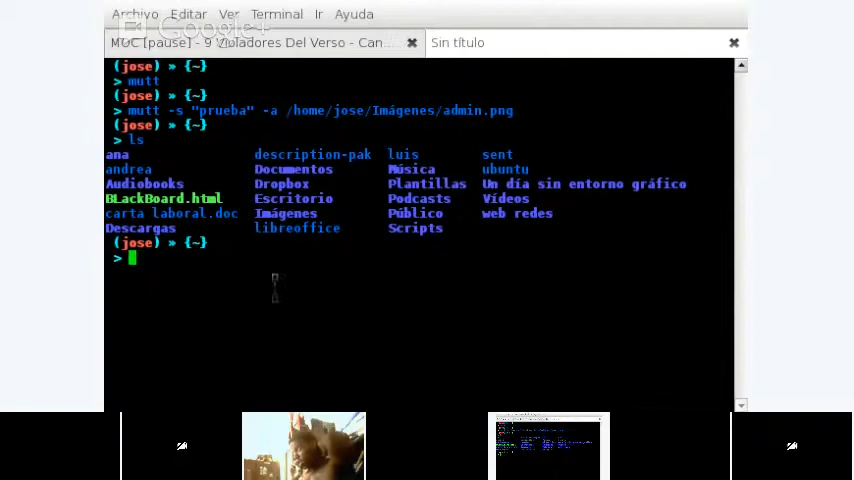 Archivo Editar Ver Terminal Ir Ayuda
Google+
MOC [pause] - 9 Violadores Del Verso - Can... ✖ Sin título ✖
(jose) » {~}
> mutt
(jose) » {~}
> mutt -s "prueba" -a /home/jose/Imágenes/admin.png
(jose) » {~}
> ls
ana description-pak luis sent
andrea Documentos Música ubuntu
Audiobooks Dropbox Plantillas Un día sin entorno gráfico
BLackBoard.html Escritorio Podcasts Vídeos
carta laboral.doc Imágenes Público web redes
Descargas libreoffice Scripts
(jose) » {~}
>